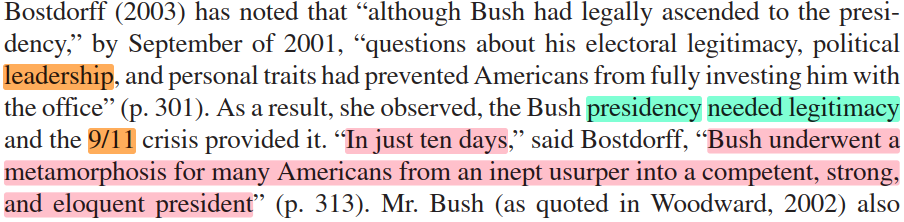 Bostdorff (2003) has noted that “although Bush had legally ascended to the presi-
dency,” by September of 2001, “questions about his electoral legitimacy, political
leadership, and personal traits had prevented Americans from fully investing him with
the office” (p. 301). As a result, she observed, the Bush presidency needed legitimacy
and the 9/11 crisis provided it. “In just ten days,” said Bostdorff, “Bush underwent a
metamorphosis for many Americans from an inept usurper into a competent, strong,
and eloquent president” (p. 313). Mr. Bush (as quoted in Woodward, 2002) also